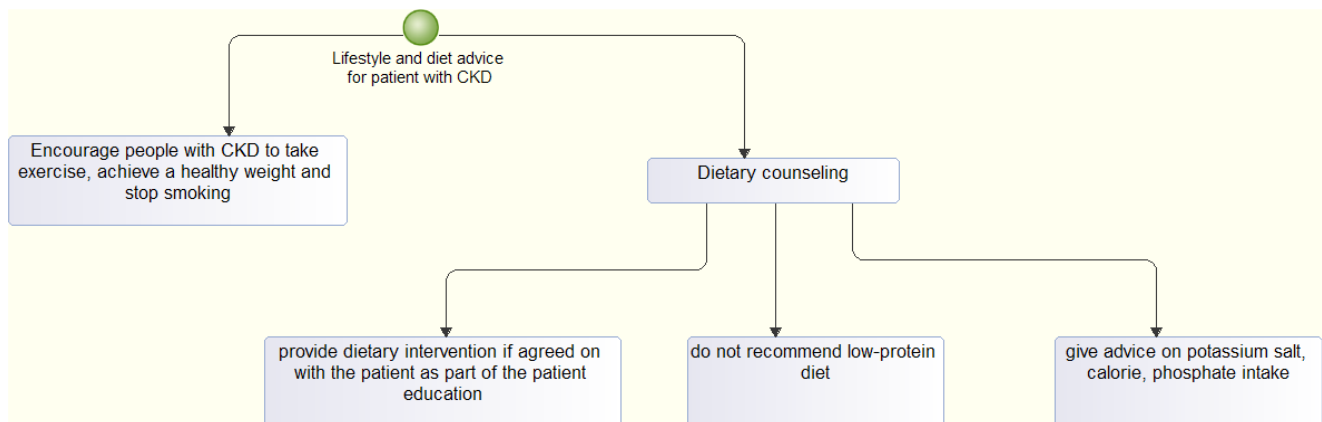 Lifestyle and diet advice
for patient with CKD
Encourage people with CKD to take
exercise, achieve a healthy weight and
stop smoking
Dietary counseling
provide dietary intervention if agreed on
with the patient as part of the patient
education
do not recommend low-protein
diet
give advice on potassium salt,
calorie, phosphate intake